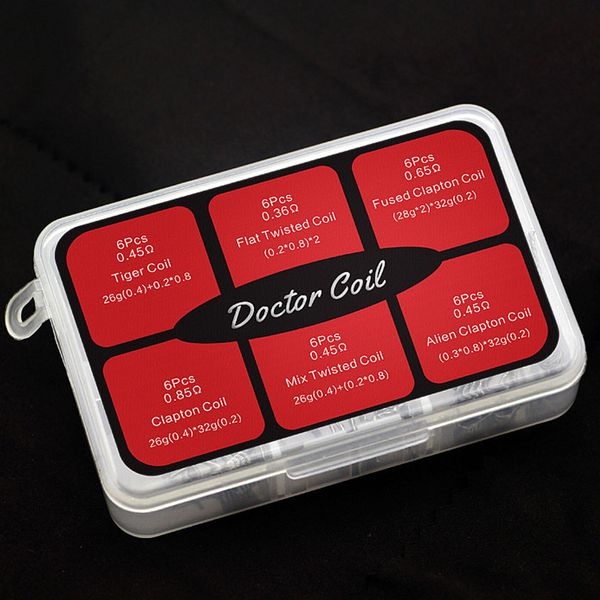 6Pcs
0.45Ω
Tiger Coil
26g(0.4)+0.2*0.8
6Pcs
0.36Ω
Flat Twisted Coil
(0.2*0.8)*2
6Pcs
0.65Ω
Fused Clapton Coil
(28g*2)*32g(0.2)
Doctor Coil
6Pcs
0.85Ω
Clapton Coil
26g(0.4)*32g(0.2)
6Pcs
0.45Ω
Mix Twisted Coil
26g(0.4)+(0.2*0.8)
6Pcs
0.45Ω
Alien Clapton Coil
(0.3*0.8)*32g(0.2)